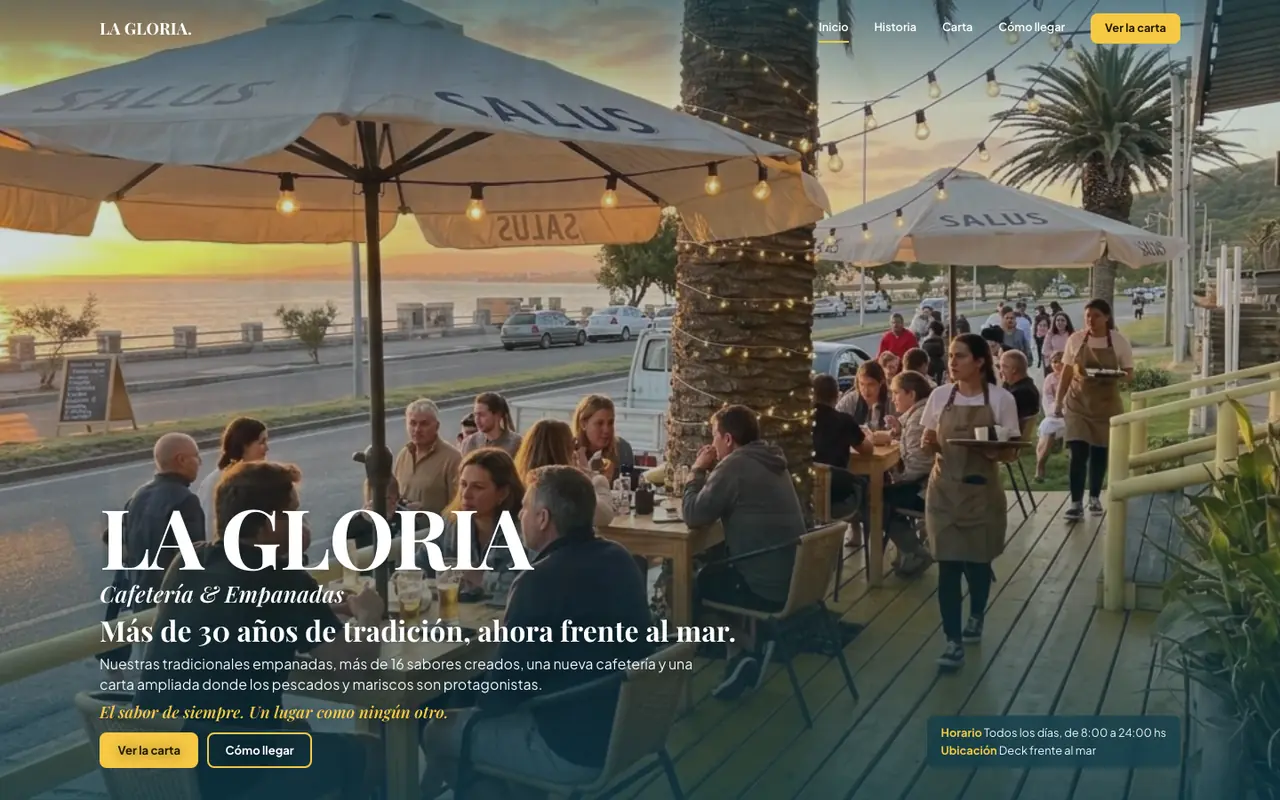 LA GLORIA.
Inicio Historia Carta Cómo llegar Ver la carta
SALUS SALUS
SALUS
SALUS
LA GLORIA
Cafetería & Empanadas
Más de 30 años de tradición, ahora frente al mar.
Nuestras tradicionales empanadas, más de 16 sabores creados, una nueva cafetería y una
carta ampliada donde los pescados y mariscos son protagonistas.
El sabor de siempre. Un lugar como ningún otro.
Ver la carta Cómo llegar
Horario Todos los días, de 8:00 a 24:00 hs
Ubicación Deck frente al mar